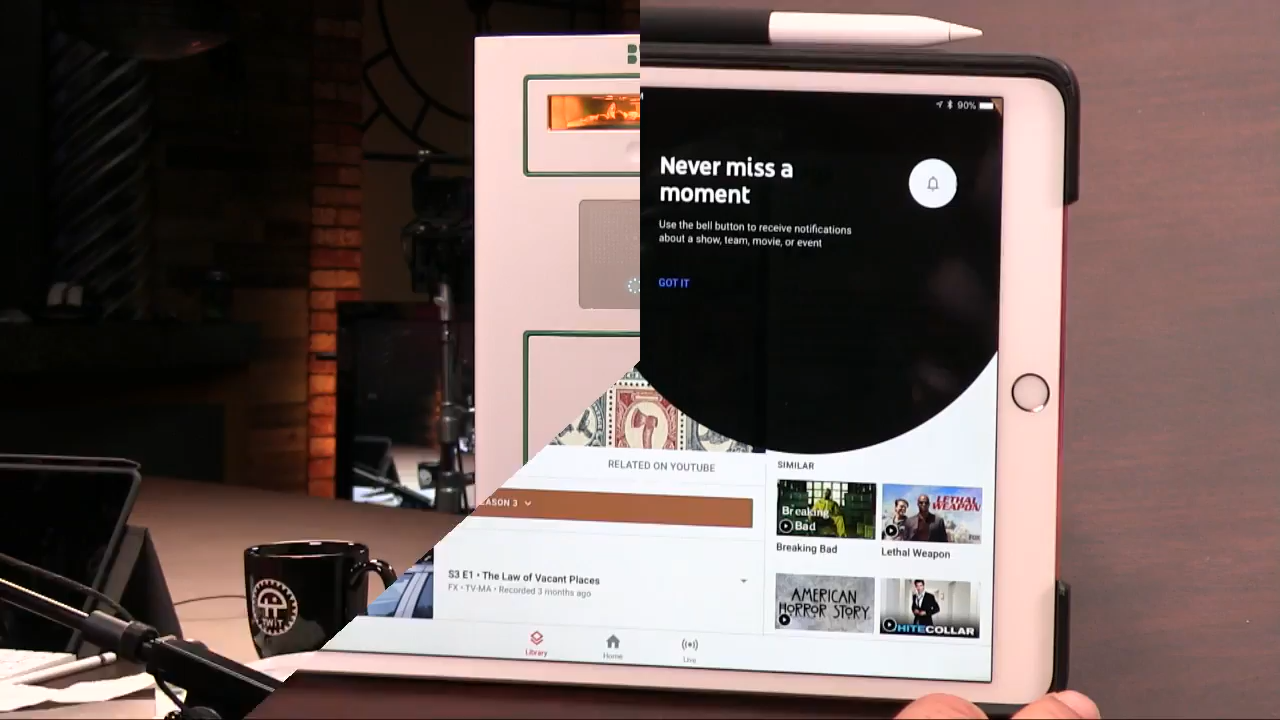 90%
Never miss a
moment
Use the bell button to receive notifications
about a show, team, movie, or event
GOT IT
RELATED ON YOUTUBE
SIMILAR
EASON 3
Breaking
Bad
LETHAL
WEAPON
FOX
Breaking Bad
Lethal Weapon
S3 E1 • The Law of Vacant Places
FX • TV-MA • Recorded 3 months ago
AMERICAN
HORROR STORY
HITECOLLAR
Library
Home
Live
TWiT